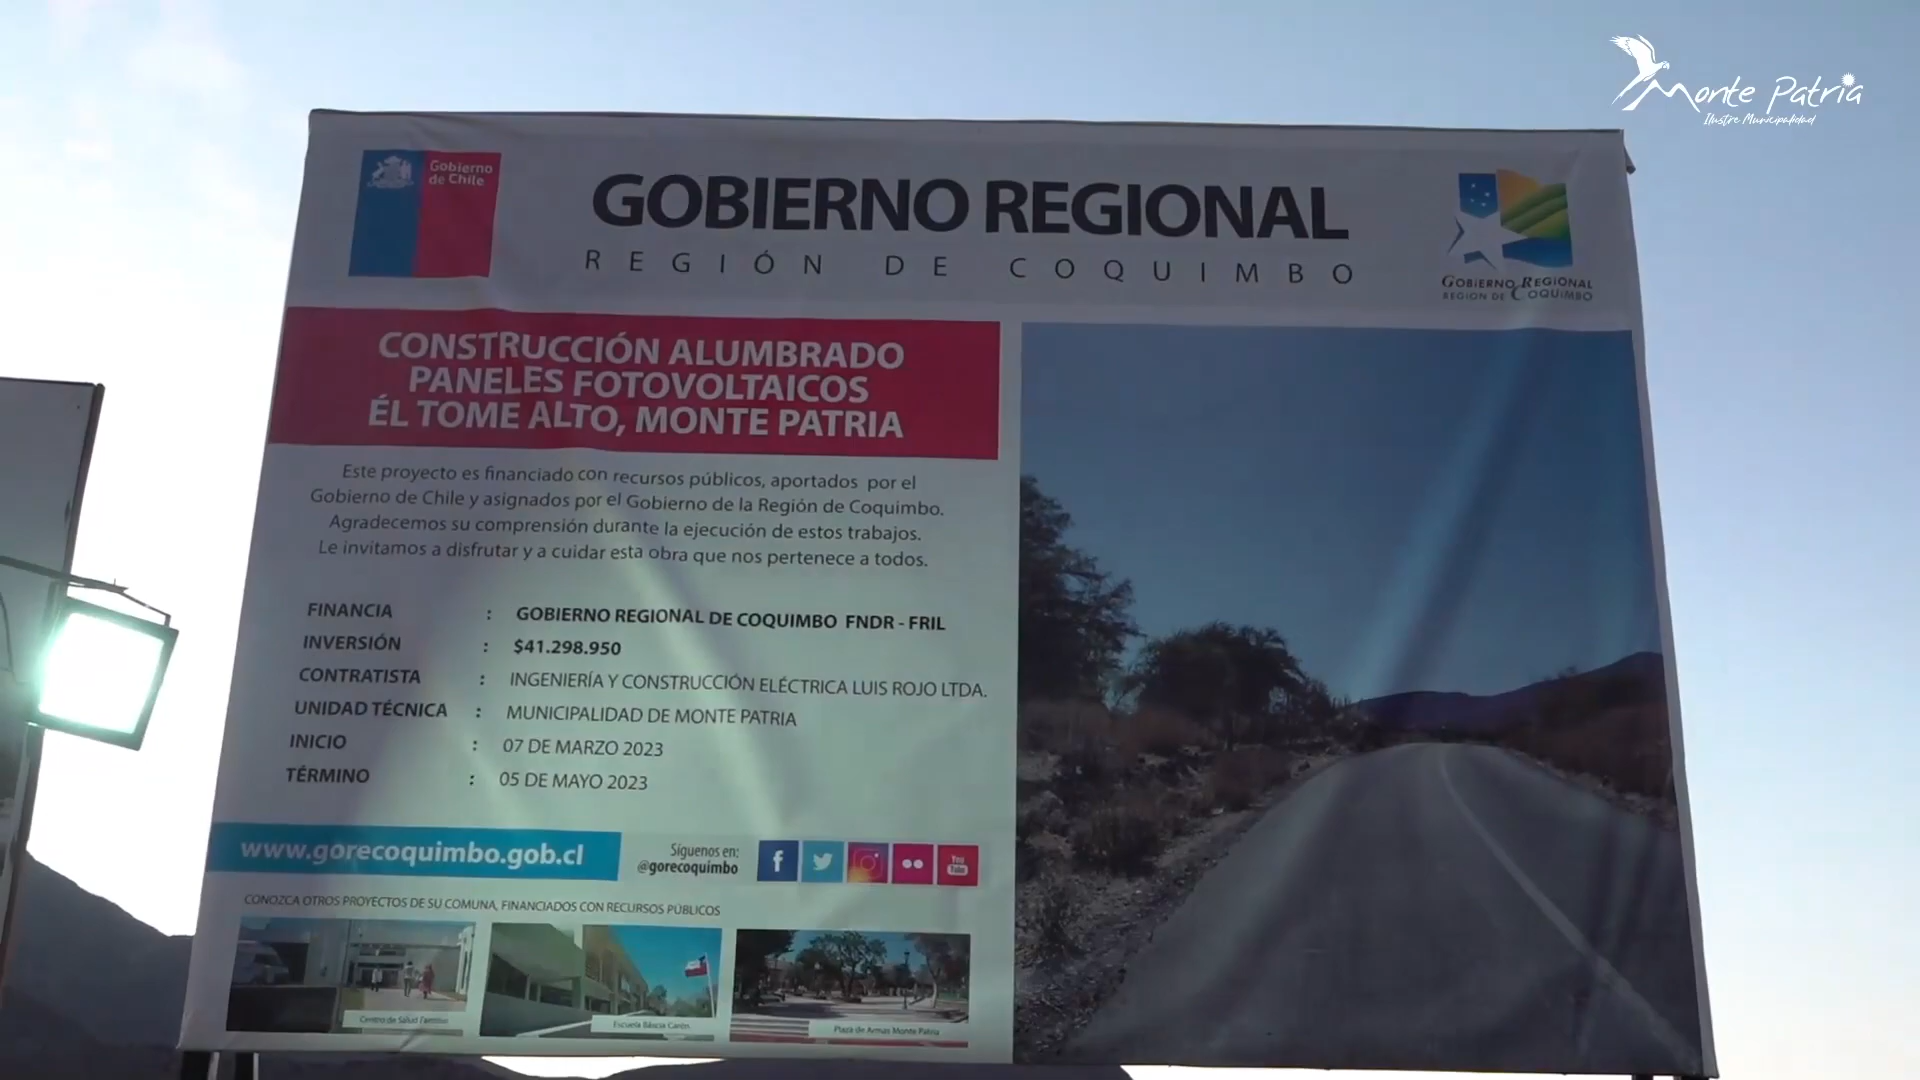 Monte Patria
Ilustre Municipalidad
Gobierno
de Chile
GOBIERNO REGIONAL
REGIÓN DE COQUIMBO
GOBIERNO REGIONAL
REGION DE COQUIMBO
CONSTRUCCIÓN ALUMBRADO
PANELES FOTOVOLTAICOS
ÉL TOME ALTO, MONTE PATRIA
Este proyecto es financiado con recursos públicos, aportados por el
Gobierno de Chile y asignados por el Gobierno de la Región de Coquimbo.
Agradecemos su comprensión durante la ejecución de estos trabajos.
Le invitamos a disfrutar y a cuidar esta obra que nos pertenece a todos.
FINANCIA : GOBIERNO REGIONAL DE COQUIMBO FNDR - FRIL
INVERSIÓN : $41.298.950
CONTRATISTA : INGENIERÍA Y CONSTRUCCIÓN ELÉCTRICA LUIS ROJO LTDA.
UNIDAD TÉCNICA : MUNICIPALIDAD DE MONTE PATRIA
INICIO : 07 DE MARZO 2023
TÉRMINO : 05 DE MAYO 2023
www.gorecoquimbo.gob.cl
Síguenos en:
@gorecoquimbo
You
Tube
CONOZCA OTROS PROYECTOS DE SU COMUNA, FINANCIADOS CON RECURSOS PÚBLICOS
Centro de Salud Familiar
Escuela Básica Carén
Plaza de Armas Monte Patria